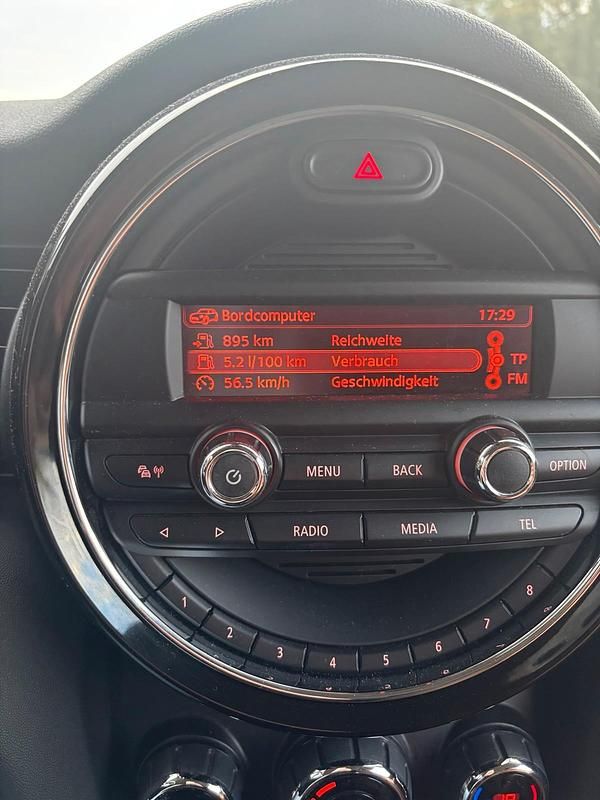 Bordcomputer 17:29
895 km Reichweite
5.2 l/100 km Verbrauch TP
56.5 km/h Geschwindigkeit FM
MENU BACK OPTION
RADIO MEDIA TEL
1 2 3 4 5 6 7 8